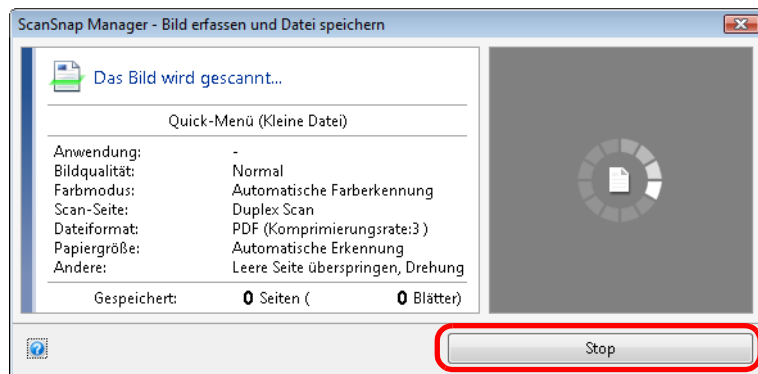 ScanSnap Manager - Bild erfassen und Datei speichern
Das Bild wird gescannt...
Quick-Menü (Kleine Datei)
Anwendung: -
Bildqualität: Normal
Farbmodus: Automatische Farberkennung
Scan-Seite: Duplex Scan
Dateiformat: PDF (Komprimierungsrate:3 )
Papiergröße: Automatische Erkennung
Andere: Leere Seite überspringen, Drehung
Gespeichert: 0 Seiten ( 0 Blätter)
Stop